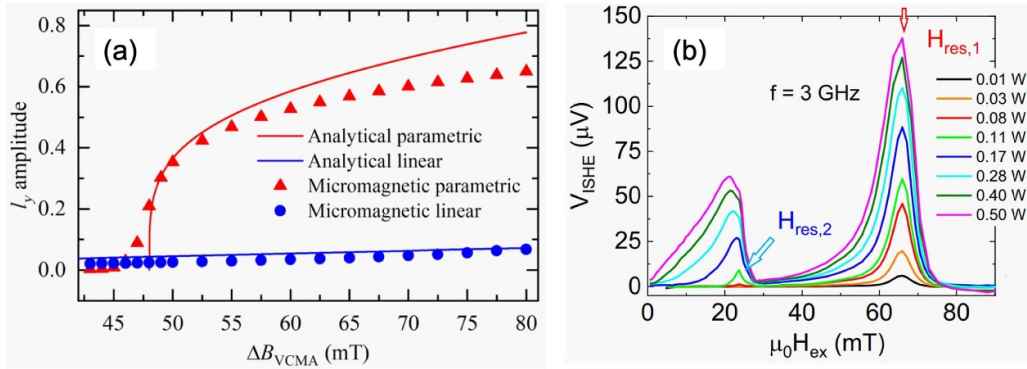 (a)
l_y amplitude
0.8
0.6
0.4
0.2
0.0
Analytical parametric
Analytical linear
Micromagnetic parametric
Micromagnetic linear
45 50 55 60 65 70 75 80
ΔB_VCMA (mT)
(b)
V_ISHE (μV)
150
125
100
75
50
25
0
f = 3 GHz
H_res,1
H_res,2
0.01 W
0.03 W
0.08 W
0.11 W
0.17 W
0.28 W
0.40 W
0.50 W
0 20 40 60 80
μ₀H_ex (mT)